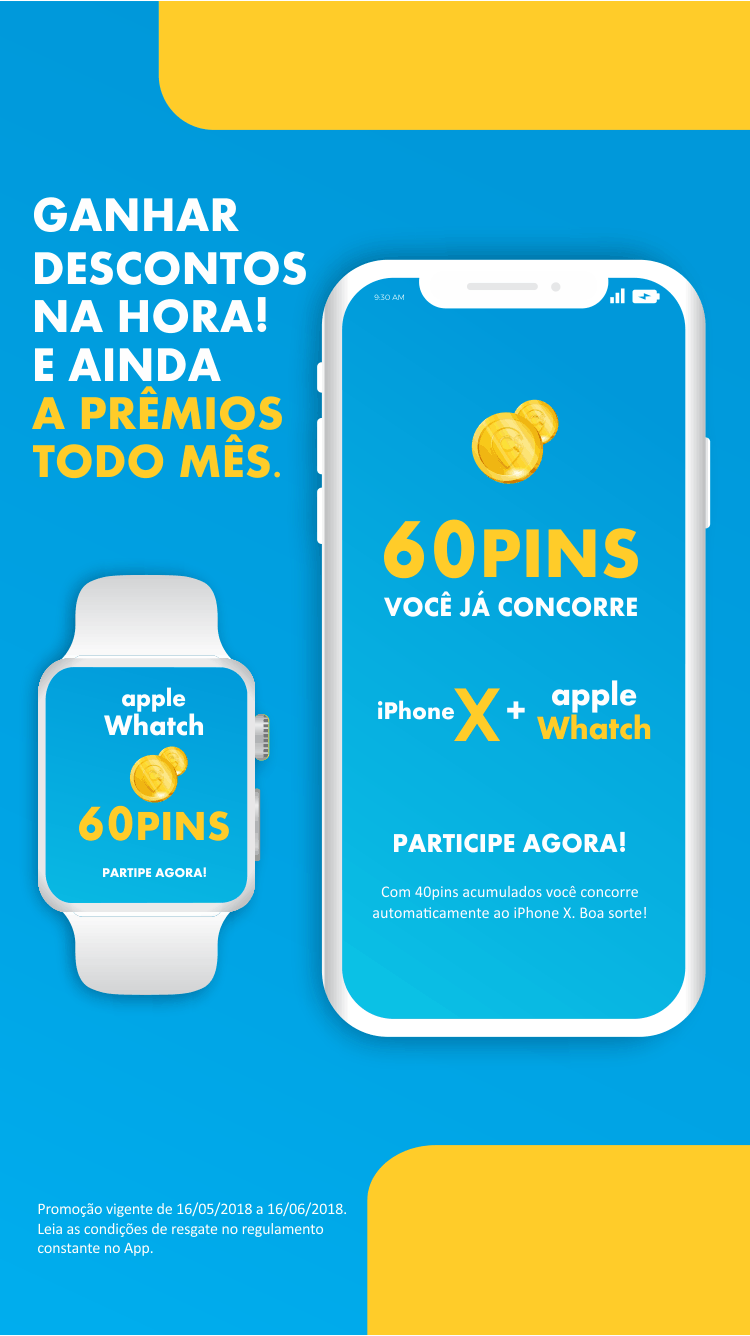 GANHAR
DESCONTOS
NA HORA!
E AINDA
A PRÊMIOS
TODO MÊS.
9:30 AM
60PINS
VOCÊ JÁ CONCORRE
iPhone X + apple
Whatch
PARTICIPE AGORA!
Com 40pins acumulados você concorre
automaticamente ao iPhone X. Boa sorte!
apple
Whatch
60PINS
PARTIPE AGORA!
Promoção vigente de 16/05/2018 a 16/06/2018.
Leia as condições de resgate no regulamento
constante no App.